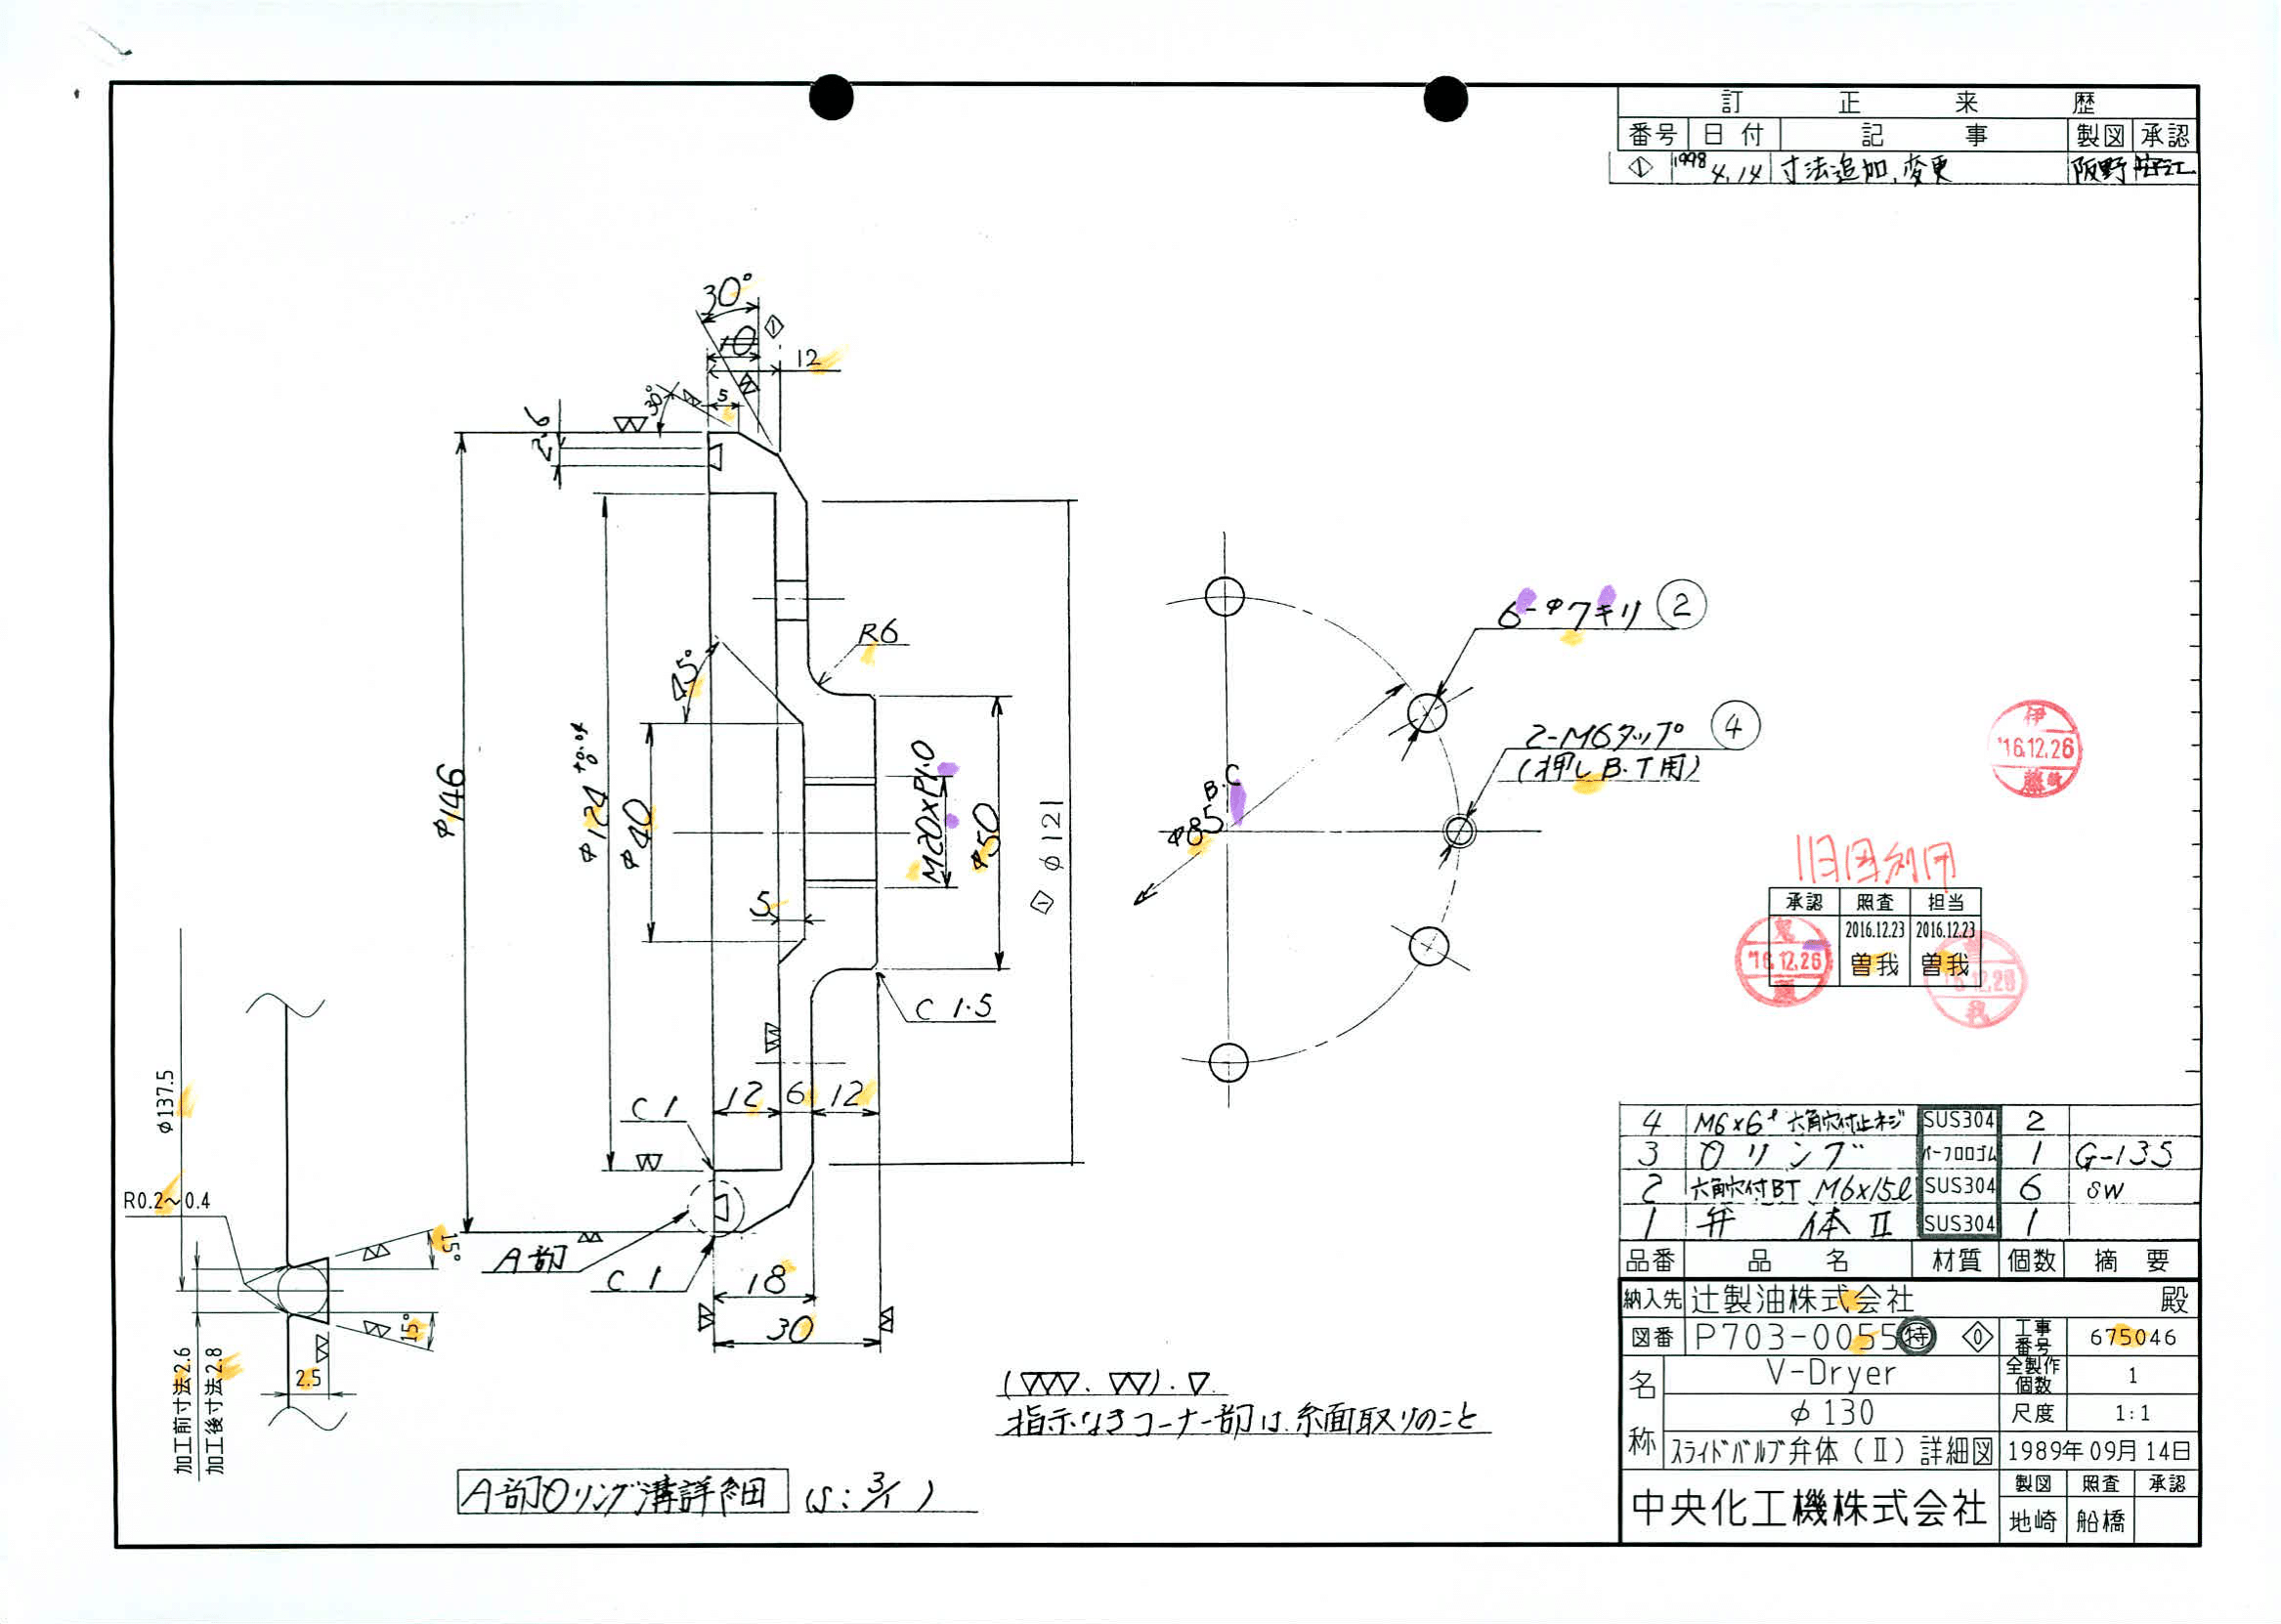 訂正来歴
番号 日付 記事 製図 承認
1 1998 4.14 寸法追加、変更 阪野 安江
30°
10 1
12
30°
5
2.6
φ146
φ124 +0.4 0
φ40
45°
R6
M20×P1.0
φ50
1 φ121
5
C 1.5
12 6 12
C 1
A部
C 1
18
30
6-φ7キリ ②
2-M6タップ ④
(押しB.T用)
φ85 B.C
伊
'16.12.26
藤
旧図利用
承認 照査 担当
2016.12.23 2016.12.23
曽我 曽我
'16.12.26
φ137.5
R0.2〜0.4
15°
15°
2.5
加工前寸法2.6
加工後寸法2.8
A部Oリング溝詳細 (S:3/1)
(▽▽▽.▽▽).▽.
指示なきコーナー部は、糸面取りのこと
4 M6×6ℓ 六角穴付止ネジ SUS304 2
3 Oリング イーフロロゴム 1 G-135
2 六角穴付BT M6×15ℓ SUS304 6 SW
1 弁体Ⅱ SUS304 1
品番 品名 材質 個数 摘要
納入先 辻製油株式会社 殿
図番 P703-0055 特 0 工事番号 675046
名称 V-Dryer 全製作個数 1
φ130 尺度 1:1
スライドバルブ弁体(Ⅱ)詳細図 1989年09月14日
中央化工機株式会社 製図 照査 承認
地崎 船橋